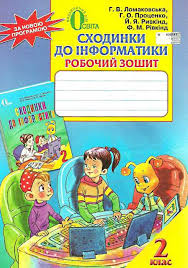 ЗА НОВОЮ
ПРОГРАМОЮ
ОСВІТА
Г. В. Ломаковська,
Г. О. Проценко,
Й. Я. Ривкінд,
Ф. М. Рівкінд
СХОДИНКИ
ДО ІНФОРМАТИКИ
РОБОЧИЙ ЗОШИТ
СХОДИНКИ
ДО ІНФОРМАТИКИ
2
2 клас